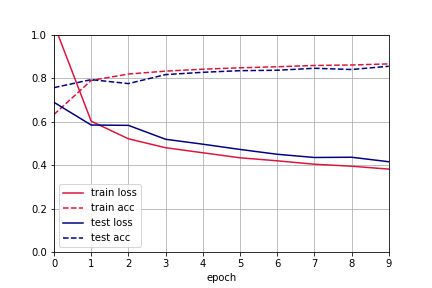 1.0
0.8
0.6
0.4
0.2
0.0
train loss
train acc
test loss
test acc
0 1 2 3 4 5 6 7 8 9
epoch